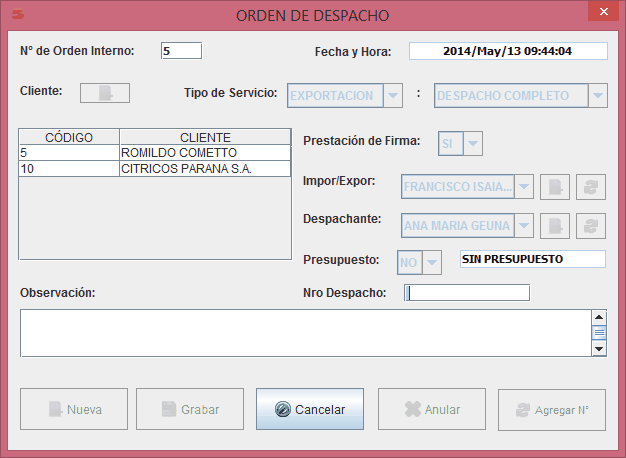 ORDEN DE DESPACHO
N° de Orden Interno: 5 Fecha y Hora: 2014/May/13 09:44:04
Cliente: Tipo de Servicio: EXPORTACION : DESPACHO COMPLETO
CÓDIGO CLIENTE
5 ROMILDO COMETTO
10 CITRICOS PARANA S.A.
Prestación de Firma: SI
Impor/Expor: FRANCISCO ISAIA...
Despachante: ANA MARIA GEUNA
Presupuesto: NO SIN PRESUPUESTO
Observación: Nro Despacho:
Nueva Grabar Cancelar Anular Agregar N°